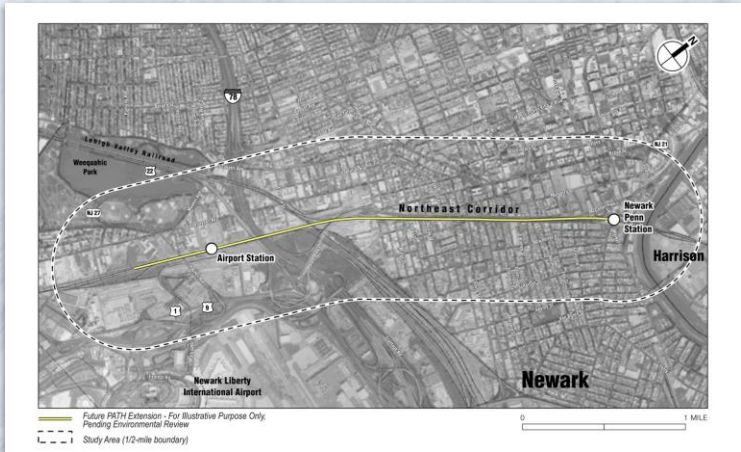 N
78
Lehigh Valley Railroad
Weequahic
Park
22
NJ 21
NJ 27
Northeast Corridor
Newark
Penn
Station
Airport Station
Harrison
1
9
Newark Liberty
International Airport
Newark
Future PATH Extension - For Illustrative Purpose Only,
Pending Environmental Review
Study Area (1/2-mile boundary)
0
1 MILE